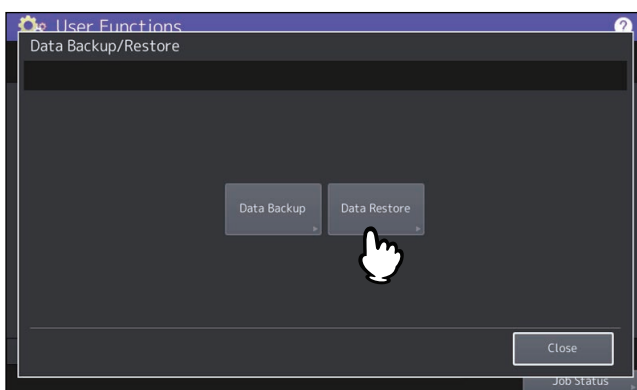 User Functions
?
Data Backup/Restore
Data Backup
Data Restore
Close
Job Status